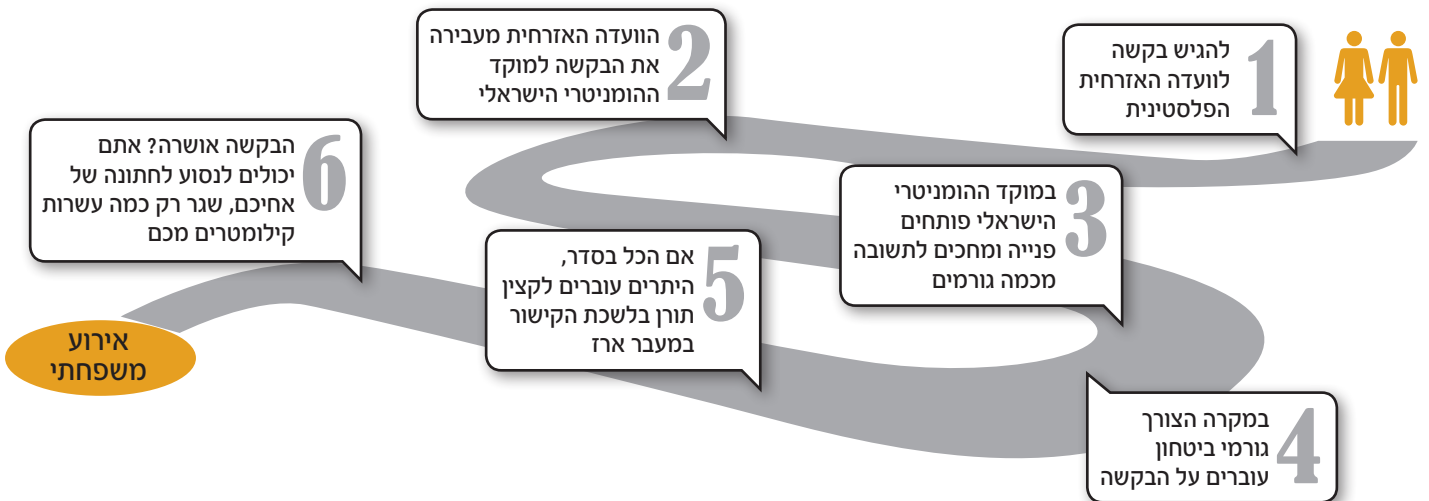 1
להגיש בקשה
לוועדה האזרחית
הפלסטינית
2
הוועדה האזרחית מעבירה
את הבקשה למוקד
ההומניטרי הישראלי
3
במוקד ההומניטרי
הישראלי פותחים
פנייה ומחכים לתשובה
מכמה גורמים
4
במקרה הצורך
גורמי ביטחון
עוברים על הבקשה
5
אם הכל בסדר,
היתרים עוברים לקצין
תורן בלשכת הקישור
במעבר ארז
6
הבקשה אושרה? אתם
יכולים לנסוע לחתונה של
אחיכם, שגר רק כמה עשרות
קילומטרים מכם
אירוע
משפחתי